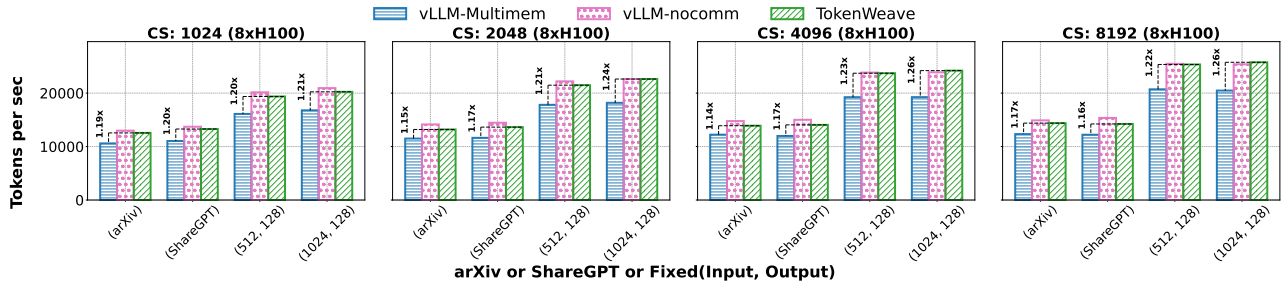 vLLM-Multimem vLLM-nocomm TokenWeave
CS: 1024 (8xH100) CS: 2048 (8xH100) CS: 4096 (8xH100) CS: 8192 (8xH100)
Tokens per sec
20000
10000
0
1.19x 1.20x 1.20x 1.21x
1.15x 1.17x 1.21x 1.24x
1.14x 1.17x 1.23x 1.26x
1.17x 1.16x 1.22x 1.26x
(arXiv) (ShareGPT) (512, 128) (1024, 128)
(arXiv) (ShareGPT) (512, 128) (1024, 128)
(arXiv) (ShareGPT) (512, 128) (1024, 128)
(arXiv) (ShareGPT) (512, 128) (1024, 128)
arXiv or ShareGPT or Fixed(Input, Output)